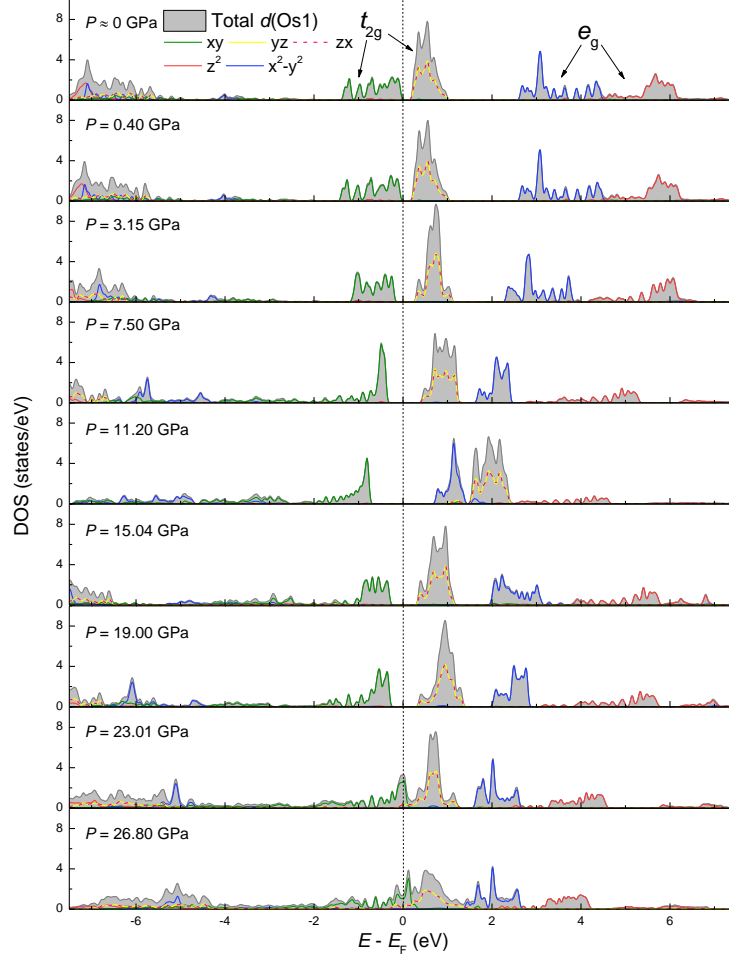 P ≈ 0 GPa
Total d(Os1)
t2g
eg
xy yz zx
z² x²-y²
8
4
0
P = 0.40 GPa
8
4
0
P = 3.15 GPa
8
4
0
P = 7.50 GPa
8
4
0
P = 11.20 GPa
8
4
0
P = 15.04 GPa
8
4
0
P = 19.00 GPa
8
4
0
P = 23.01 GPa
8
4
0
P = 26.80 GPa
8
4
0
DOS (states/eV)
-6 -4 -2 0 2 4 6
E - EF (eV)